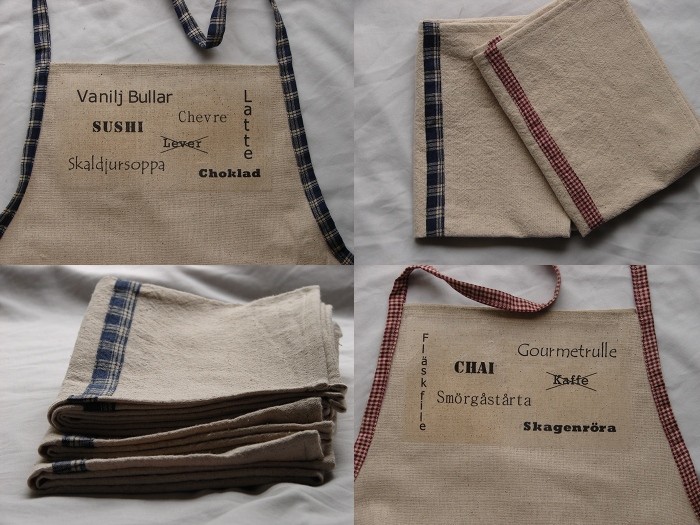 Vanilj Bullar
SUSHI
Chevre
Latte
Lever
Skaldjursoppa
Choklad
Fläskfile
CHAI
Gourmetrulle
Kaffe
Smörgåstårta
Skagenröra